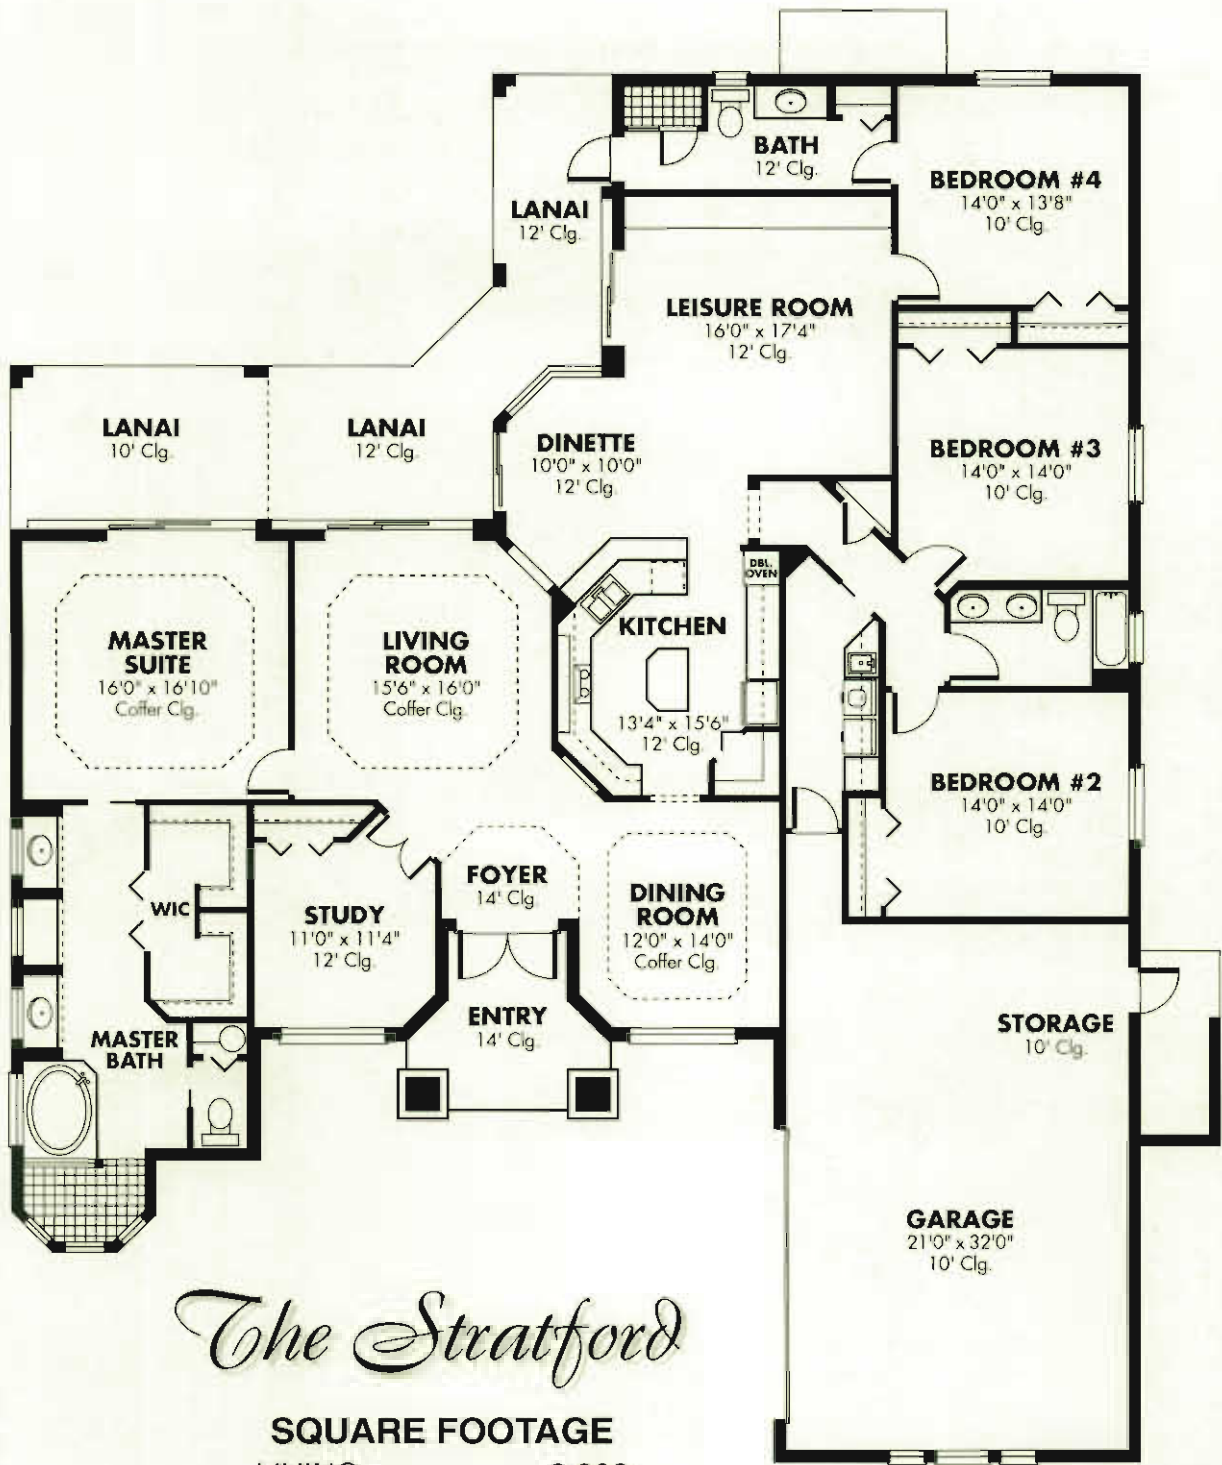 BATH
12' Clg.
BEDROOM #4
14'0" x 13'8"
10' Clg.
LANAI
12' Clg.
LEISURE ROOM
16'0" x 17'4"
12' Clg.
LANAI
10' Clg.
LANAI
12' Clg.
DINETTE
10'0" x 10'0"
12' Clg.
BEDROOM #3
14'0" x 14'0"
10' Clg.
DBL.
OVEN
MASTER
SUITE
16'0" x 16'10"
Coffer Clg.
LIVING
ROOM
15'6" x 16'0"
Coffer Clg.
KITCHEN
13'4" x 15'6"
12' Clg.
BEDROOM #2
14'0" x 14'0"
10' Clg.
WIC
STUDY
11'0" x 11'4"
12' Clg.
FOYER
14' Clg
DINING
ROOM
12'0" x 14'0"
Coffer Clg.
ENTRY
14' Clg.
MASTER
BATH
STORAGE
10' Clg.
GARAGE
21'0" x 32'0"
10' Clg.
The Stratford
SQUARE FOOTAGE